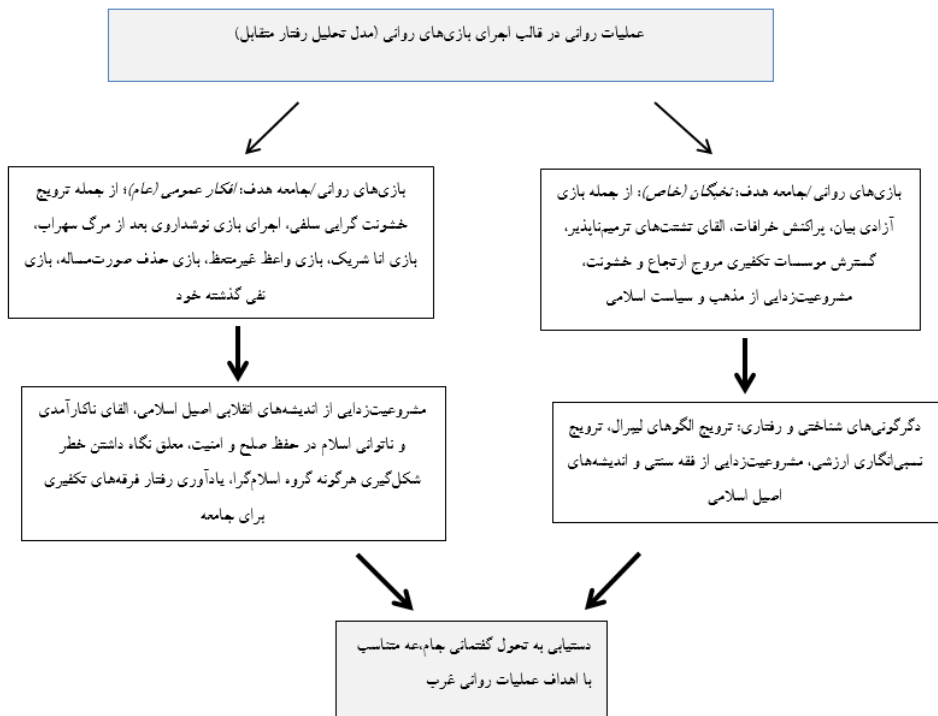 عملیات روانی در قالب اجرای بازی‌های روانی (مدل تحلیل رفتار متقابل)
بازی‌های روانی/جامعه هدف: نخبگان (خاص): از جمله بازی
آزادی بیان، پراکنش خرافات، القای تشتت‌های ترمیم‌ناپذیر،
گسترش موسسات تکفیری مروج ارتجاع و خشونت،
مشروعیت‌زدایی از مذهب و سیاست اسلامی
بازی‌های روانی/جامعه هدف: افکار عمومی (عام)؛ از جمله ترویج
خشونت گرایی سلفی، اجرای بازی نوشداروی بعد از مرگ سهراب،
بازی انا شریک، بازی واعظ غیرمتعظ، بازی حذف صورت‌مساله، بازی
نفی گذشته خود
دگرگونی‌های شناختی و رفتاری: ترویج الگوهای لیبرال، ترویج
نسبی‌انگاری ارزشی، مشروعیت‌زدایی از فقه سنتی و اندیشه‌های
اصیل اسلامی
مشروعیت‌زدایی از اندیشه‌های انقلابی اصیل اسلامی، القای ناکارآمدی
و ناتوانی اسلام در حفظ صلح و امنیت، معلق نگاه داشتن خطر
شکل‌گیری هرگونه گروه اسلام‌گرا، یادآوری رفتار فرقه‌های تکفیری
برای جامعه
دستیابی به تحول گفتمانی جام،عه متناسب
با اهداف عملیات روانی غرب